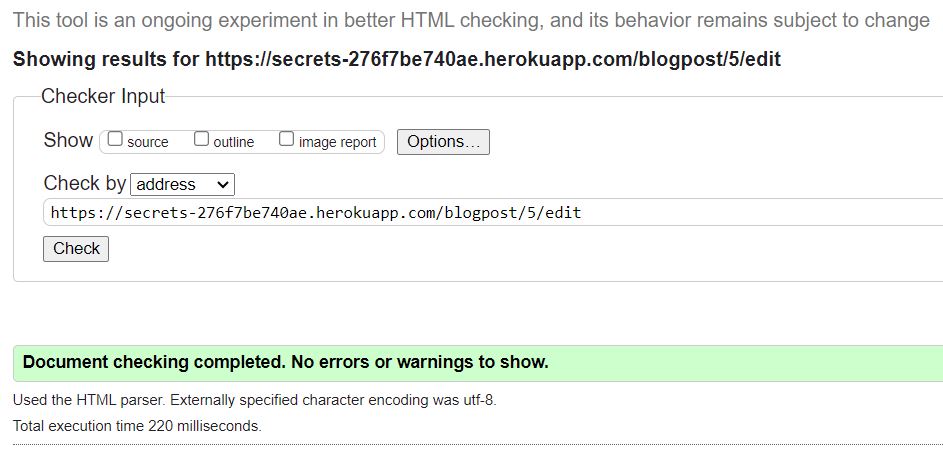 This tool is an ongoing experiment in better HTML checking, and its behavior remains subject to change
Showing results for https://secrets-276f7be740ae.herokuapp.com/blogpost/5/edit
Checker Input
Show source outline image report Options...
Check by address
https://secrets-276f7be740ae.herokuapp.com/blogpost/5/edit
Check
Document checking completed. No errors or warnings to show.
Used the HTML parser. Externally specified character encoding was utf-8.
Total execution time 220 milliseconds.